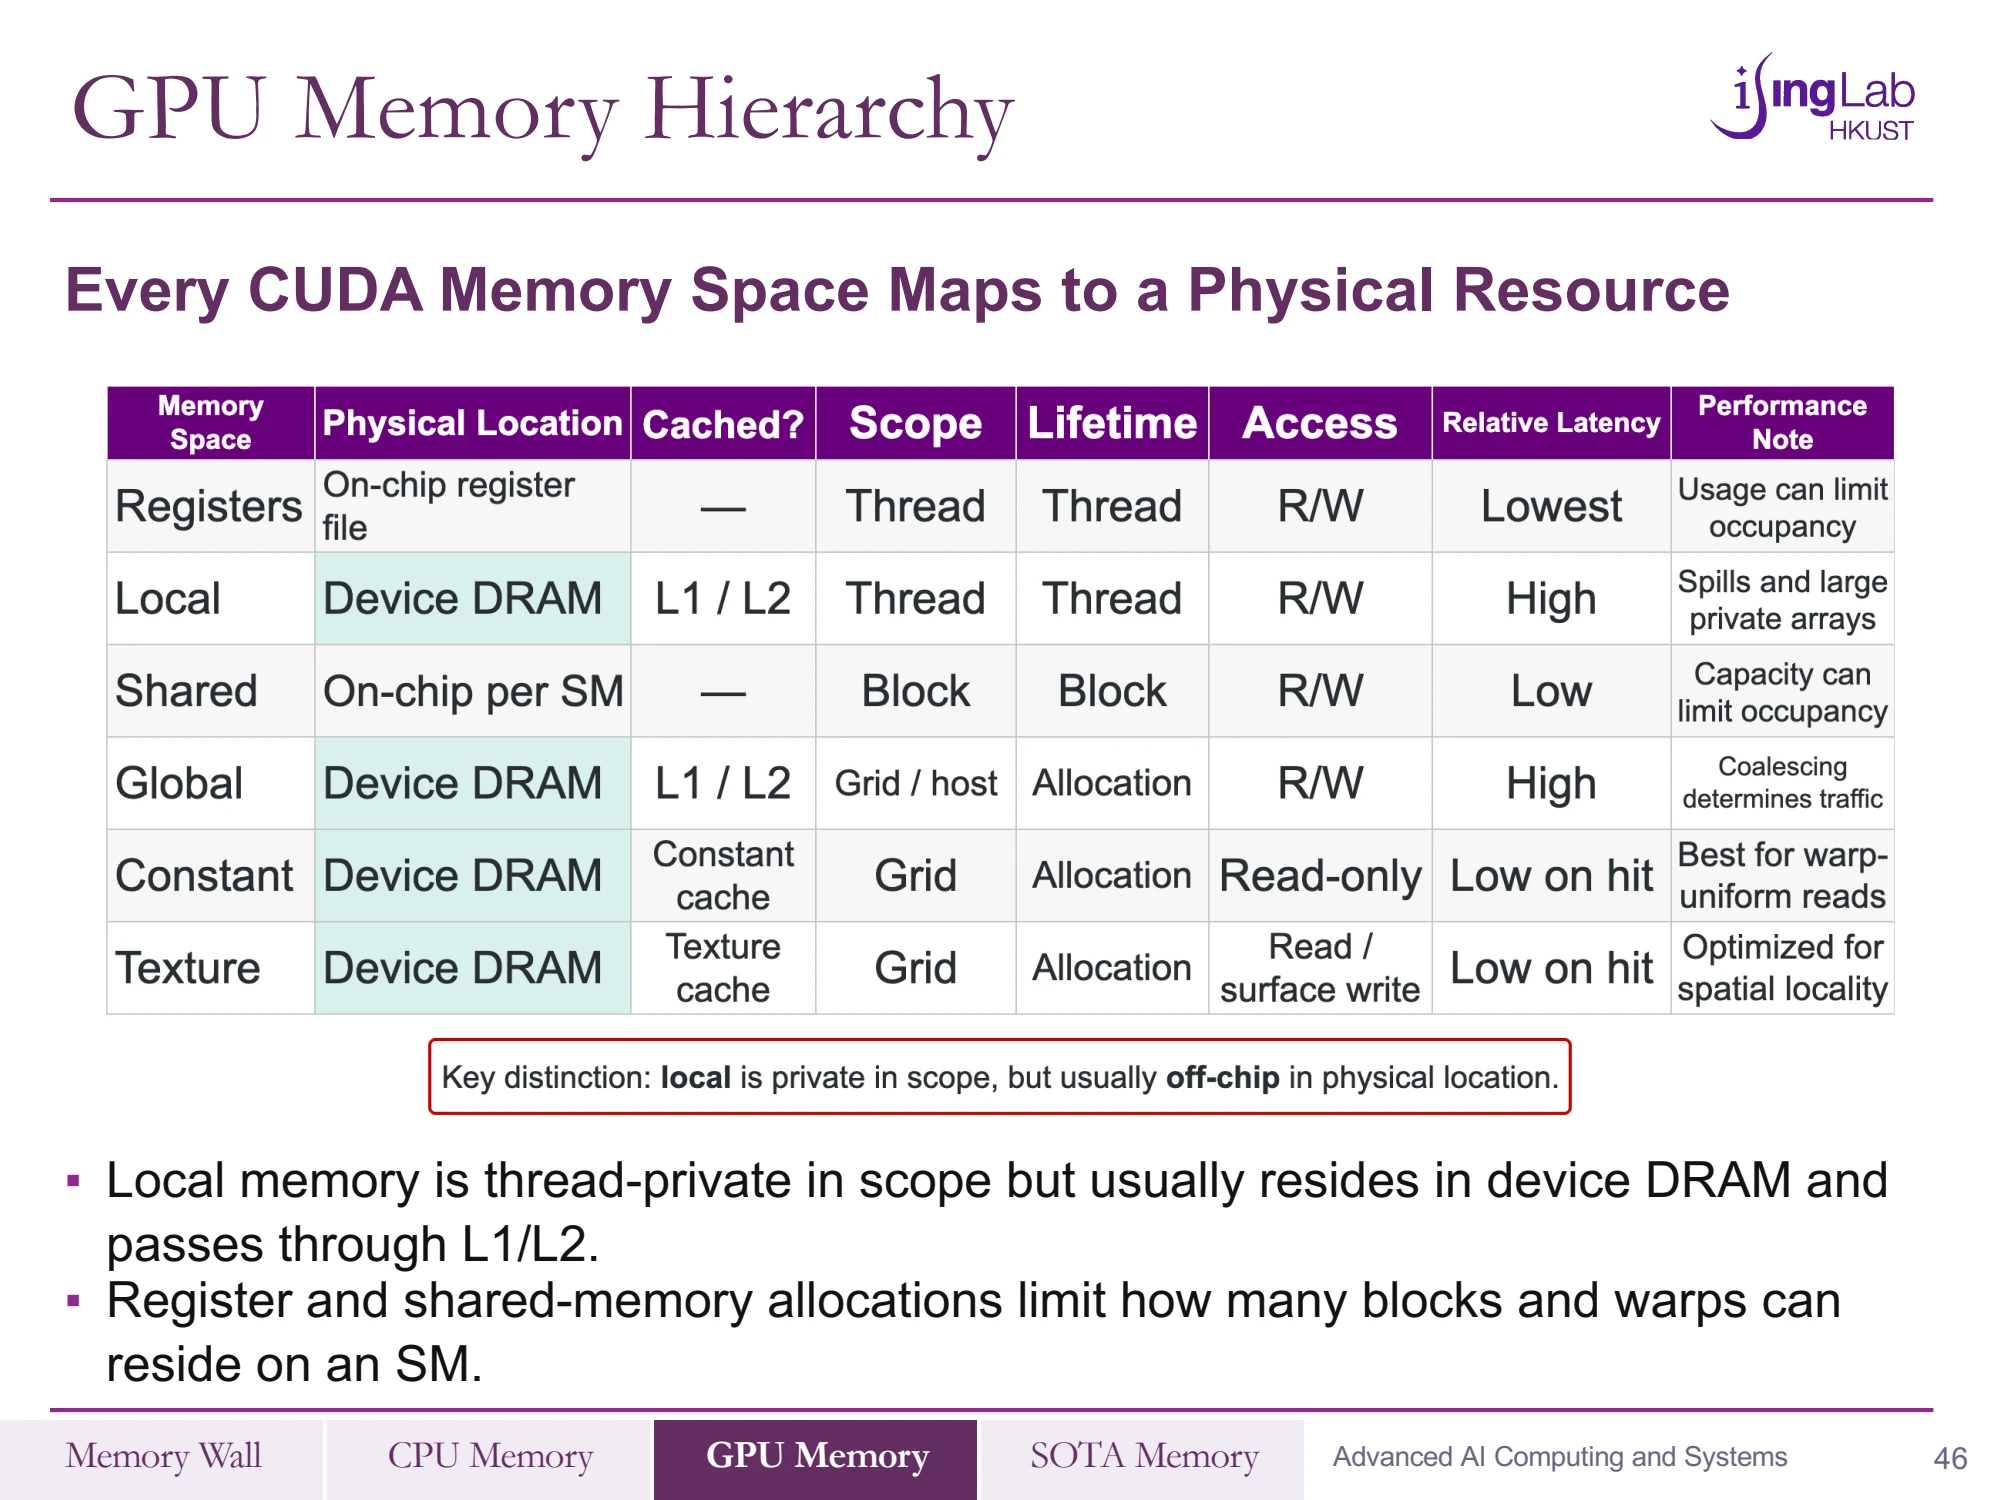 GPU Memory Hierarchy
isingLab
HKUST
Every CUDA Memory Space Maps to a Physical Resource
Memory
Space
Physical Location
Cached?
Scope
Lifetime
Access
Relative Latency
Performance
Note
Registers
On-chip register
file
—
Thread
Thread
R/W
Lowest
Usage can limit
occupancy
Local
Device DRAM
L1 / L2
Thread
Thread
R/W
High
Spills and large
private arrays
Shared
On-chip per SM
—
Block
Block
R/W
Low
Capacity can
limit occupancy
Global
Device DRAM
L1 / L2
Grid / host
Allocation
R/W
High
Coalescing
determines traffic
Constant
Device DRAM
Constant
cache
Grid
Allocation
Read-only
Low on hit
Best for warp-
uniform reads
Texture
Device DRAM
Texture
cache
Grid
Allocation
Read /
surface write
Low on hit
Optimized for
spatial locality
Key distinction: local is private in scope, but usually off-chip in physical location.
▪ Local memory is thread-private in scope but usually resides in device DRAM and
passes through L1/L2.
▪ Register and shared-memory allocations limit how many blocks and warps can
reside on an SM.
Memory Wall
CPU Memory
GPU Memory
SOTA Memory
Advanced AI Computing and Systems
46